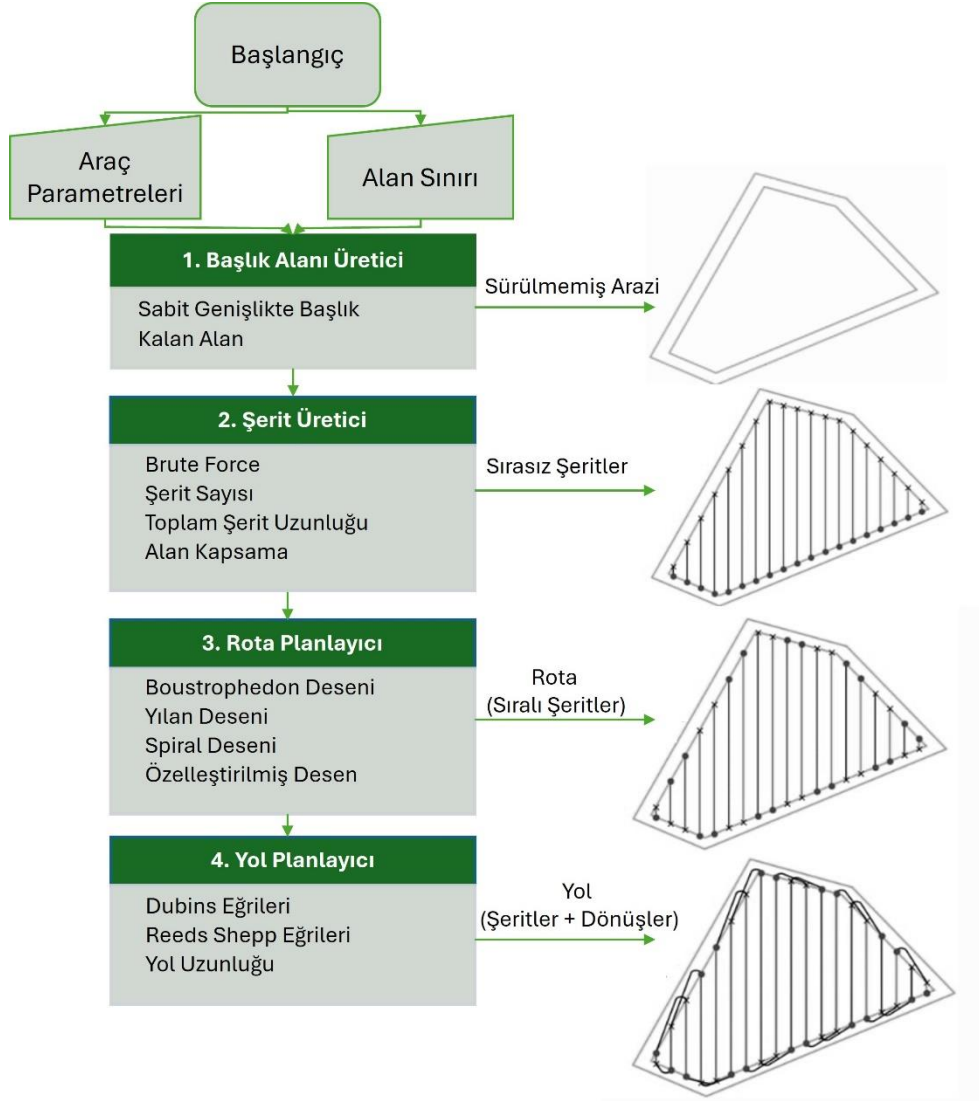 Başlangıç
Araç
Parametreleri
Alan Sınırı
1. Başlık Alanı Üretici
Sabit Genişlikte Başlık
Kalan Alan
Sürülmemiş Arazi
2. Şerit Üretici
Brute Force
Şerit Sayısı
Toplam Şerit Uzunluğu
Alan Kapsama
Sırasız Şeritler
3. Rota Planlayıcı
Boustrophedon Deseni
Yılan Deseni
Spiral Deseni
Özelleştirilmiş Desen
Rota
(Sıralı Şeritler)
4. Yol Planlayıcı
Dubins Eğrileri
Reeds Shepp Eğrileri
Yol Uzunluğu
Yol
(Şeritler + Dönüşler)